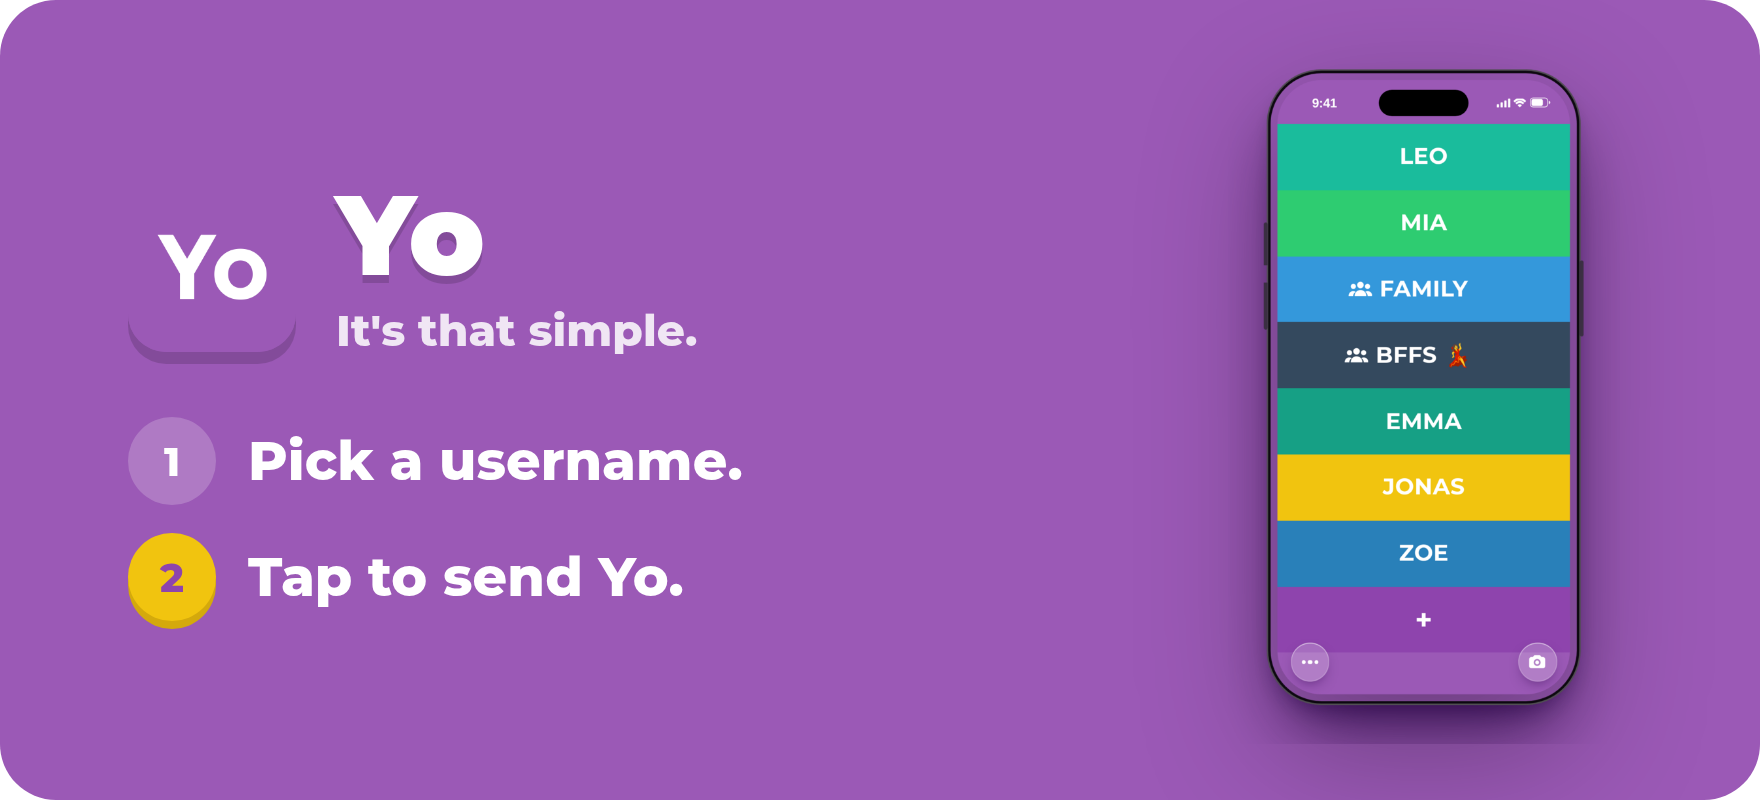 Yo
Yo
It's that simple.
1
Pick a username.
2
Tap to send Yo.
9:41
LEO
MIA
FAMILY
BFFS 💃
EMMA
JONAS
ZOE
+